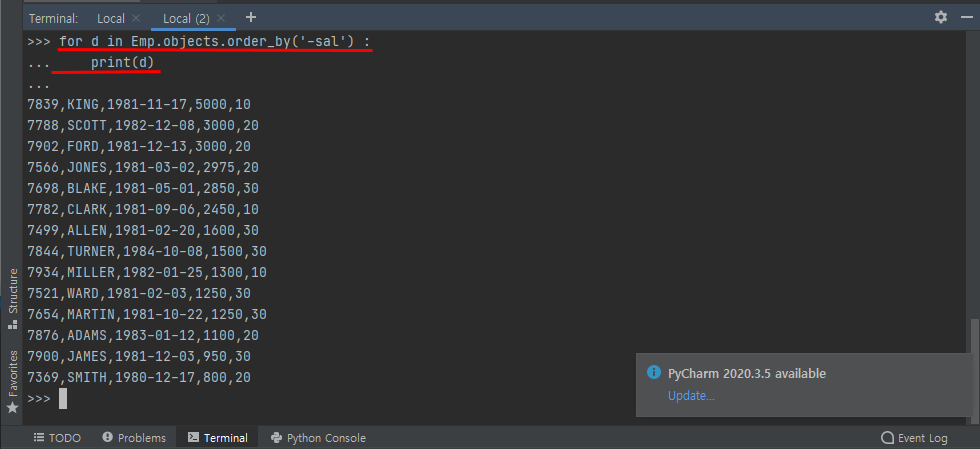 Terminal: Local × Local (2) × +
>>> for d in Emp.objects.order_by('-sal') :
...     print(d)
...
7839,KING,1981-11-17,5000,10
7788,SCOTT,1982-12-08,3000,20
7902,FORD,1981-12-13,3000,20
7566,JONES,1981-03-02,2975,20
7698,BLAKE,1981-05-01,2850,30
7782,CLARK,1981-09-06,2450,10
7499,ALLEN,1981-02-20,1600,30
7844,TURNER,1984-10-08,1500,30
7934,MILLER,1982-01-25,1300,10
7521,WARD,1981-02-03,1250,30
7654,MARTIN,1981-10-22,1250,30
7876,ADAMS,1983-01-12,1100,20
7900,JAMES,1981-12-03,950,30
7369,SMITH,1980-12-17,800,20
>>>
Structure
Favorites
PyCharm 2020.3.5 available
Update...
TODO Problems Terminal Python Console Event Log